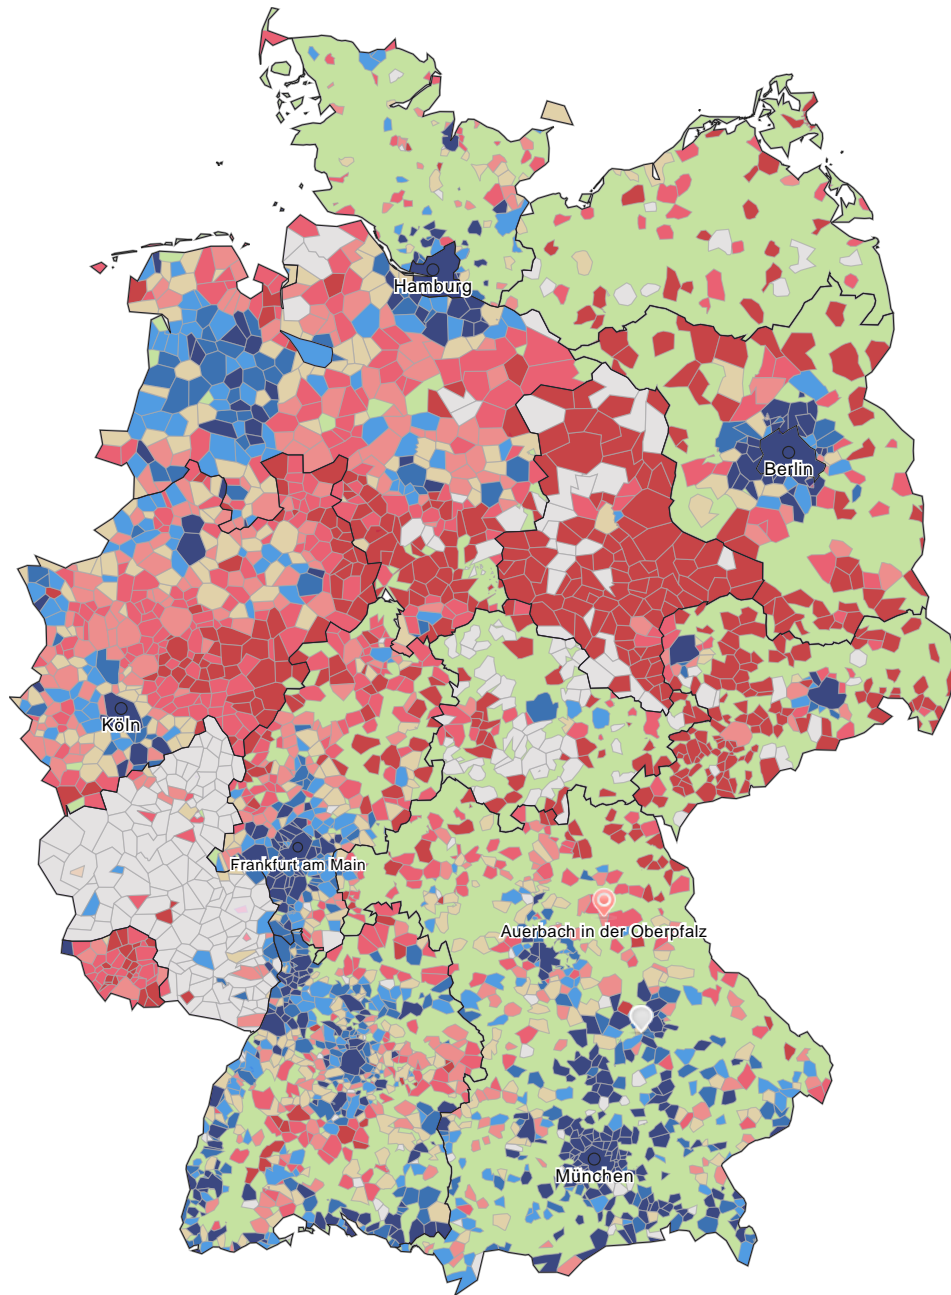 Hamburg
Berlin
Köln
Frankfurt am Main
Auerbach in der Oberpfalz
München